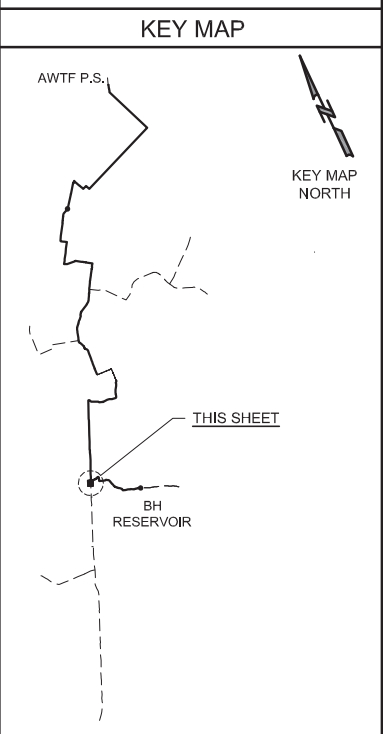 KEY MAP
AWTF P.S.
N
KEY MAP
NORTH
THIS SHEET
BH
RESERVOIR